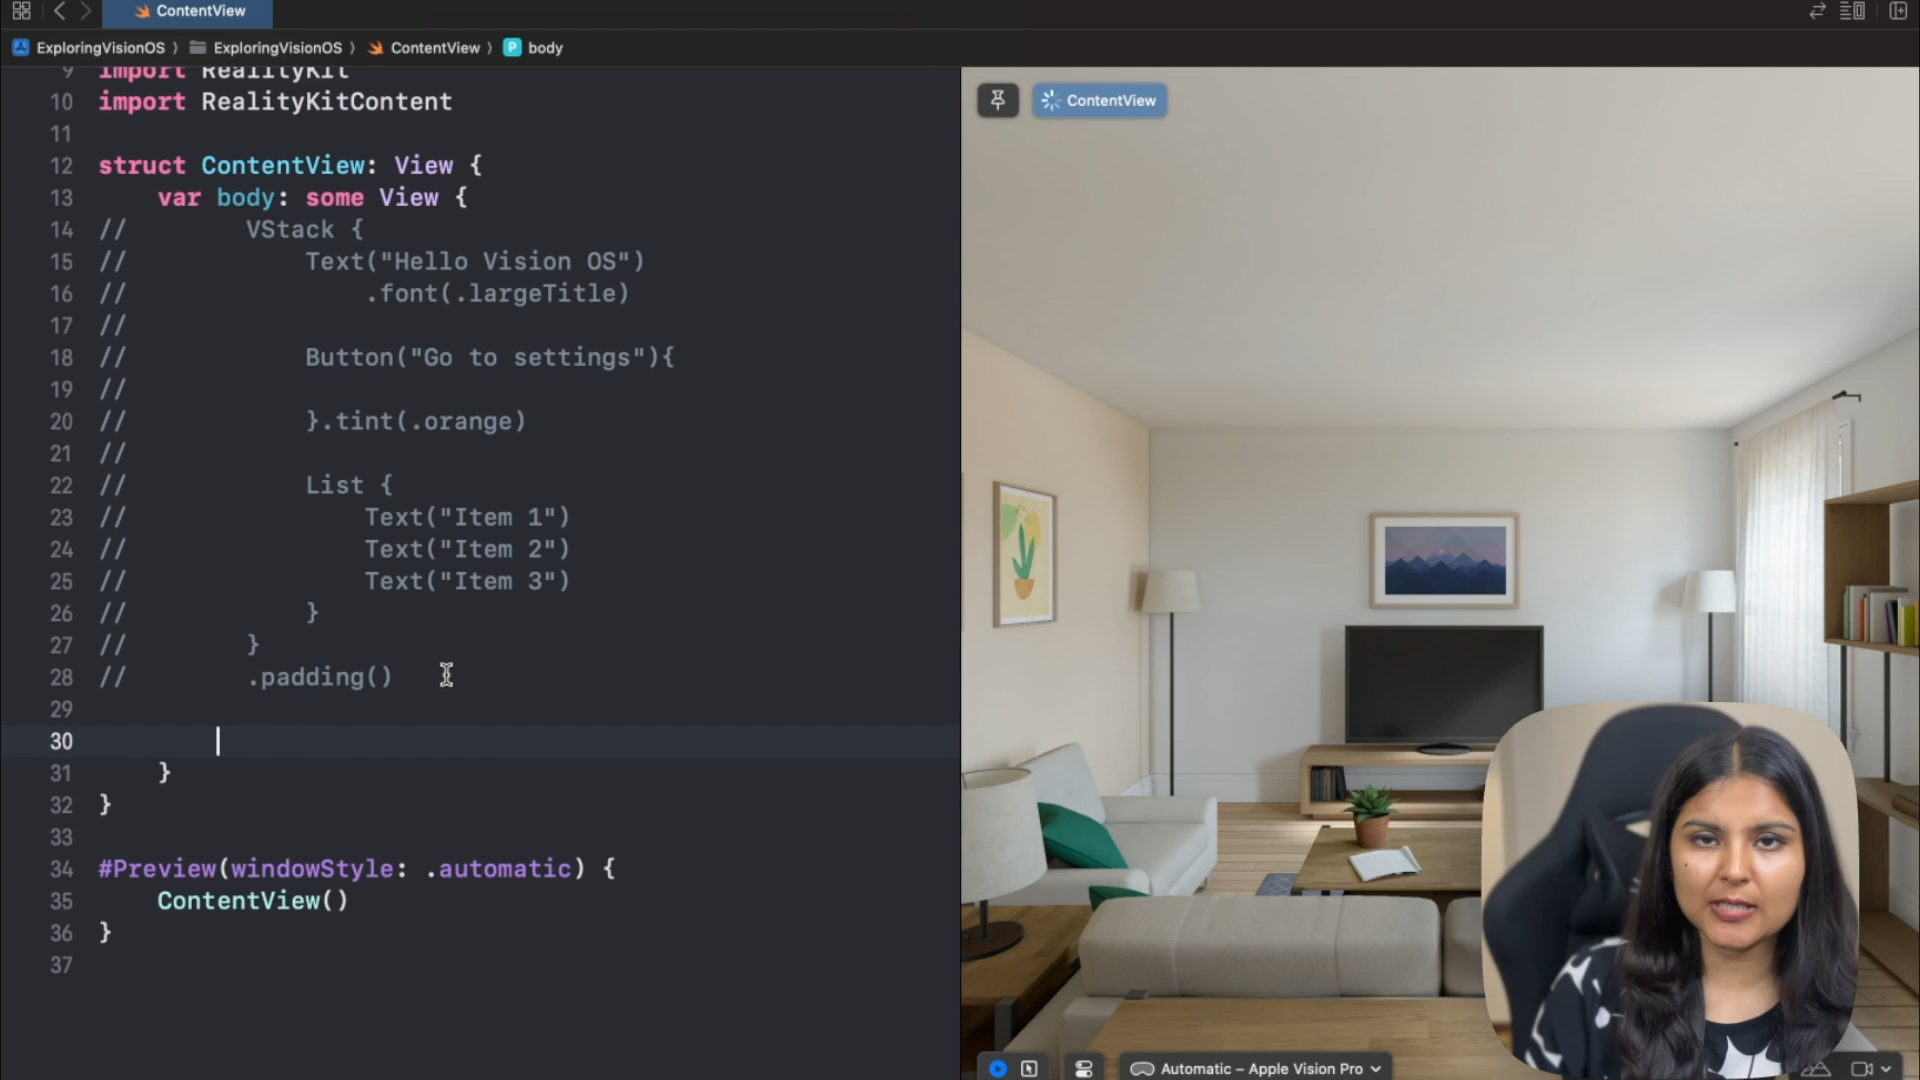 ContentView
ExploringVisionOS 〉 ExploringVisionOS 〉 ContentView 〉 P body
9 import RealityKit
10 import RealityKitContent
11
12 struct ContentView: View {
13 var body: some View {
14 // VStack {
15 // Text("Hello Vision OS")
16 // .font(.largeTitle)
17 //
18 // Button("Go to settings"){
19 //
20 // }.tint(.orange)
21 //
22 // List {
23 // Text("Item 1")
24 // Text("Item 2")
25 // Text("Item 3")
26 // }
27 // }
28 // .padding()
29
30
31 }
32 }
33
34 #Preview(windowStyle: .automatic) {
35 ContentView()
36 }
37
ContentView
Automatic – Apple Vision Pro